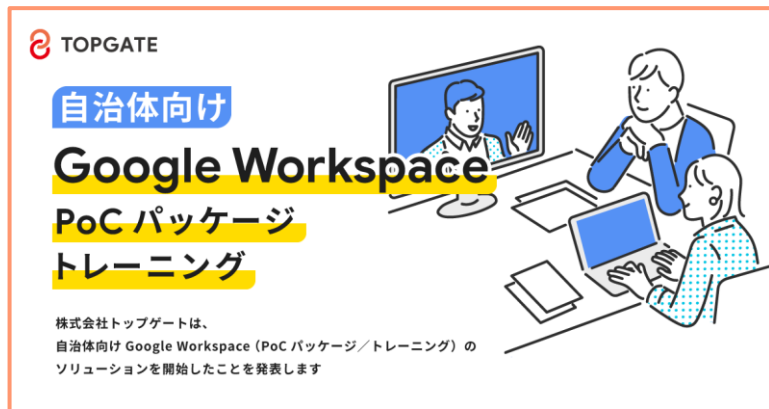 TOPGATE
自治体向け
Google Workspace
PoC パッケージ
トレーニング
株式会社トップゲートは、
自治体向け Google Workspace（PoC パッケージ／トレーニング）の
ソリューションを開始したことを発表します